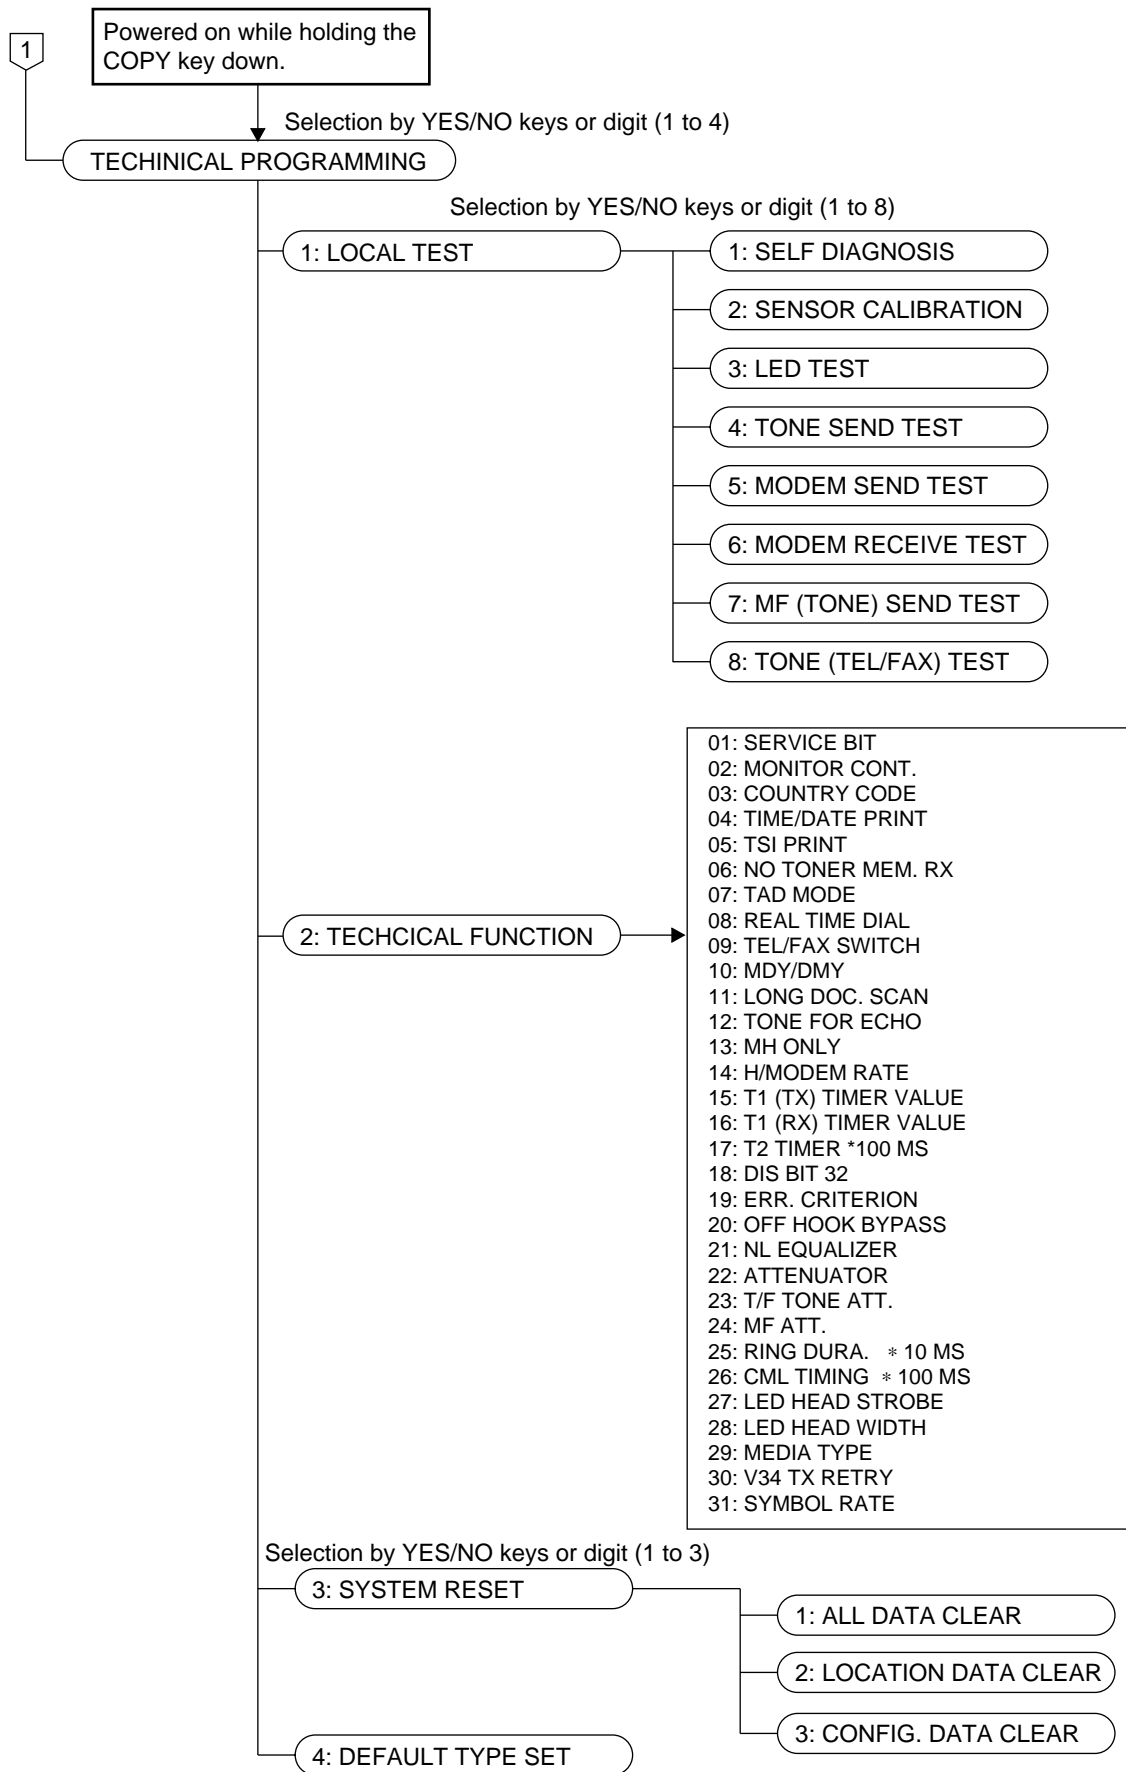 1
Powered on while holding the
COPY key down.
Selection by YES/NO keys or digit (1 to 4)
TECHINICAL PROGRAMMING
Selection by YES/NO keys or digit (1 to 8)
1: LOCAL TEST
1: SELF DIAGNOSIS
2: SENSOR CALIBRATION
3: LED TEST
4: TONE SEND TEST
5: MODEM SEND TEST
6: MODEM RECEIVE TEST
7: MF (TONE) SEND TEST
8: TONE (TEL/FAX) TEST
2: TECHCICAL FUNCTION
01: SERVICE BIT
02: MONITOR CONT.
03: COUNTRY CODE
04: TIME/DATE PRINT
05: TSI PRINT
06: NO TONER MEM. RX
07: TAD MODE
08: REAL TIME DIAL
09: TEL/FAX SWITCH
10: MDY/DMY
11: LONG DOC. SCAN
12: TONE FOR ECHO
13: MH ONLY
14: H/MODEM RATE
15: T1 (TX) TIMER VALUE
16: T1 (RX) TIMER VALUE
17: T2 TIMER *100 MS
18: DIS BIT 32
19: ERR. CRITERION
20: OFF HOOK BYPASS
21: NL EQUALIZER
22: ATTENUATOR
23: T/F TONE ATT.
24: MF ATT.
25: RING DURA. * 10 MS
26: CML TIMING * 100 MS
27: LED HEAD STROBE
28: LED HEAD WIDTH
29: MEDIA TYPE
30: V34 TX RETRY
31: SYMBOL RATE
Selection by YES/NO keys or digit (1 to 3)
3: SYSTEM RESET
1: ALL DATA CLEAR
2: LOCATION DATA CLEAR
3: CONFIG. DATA CLEAR
4: DEFAULT TYPE SET